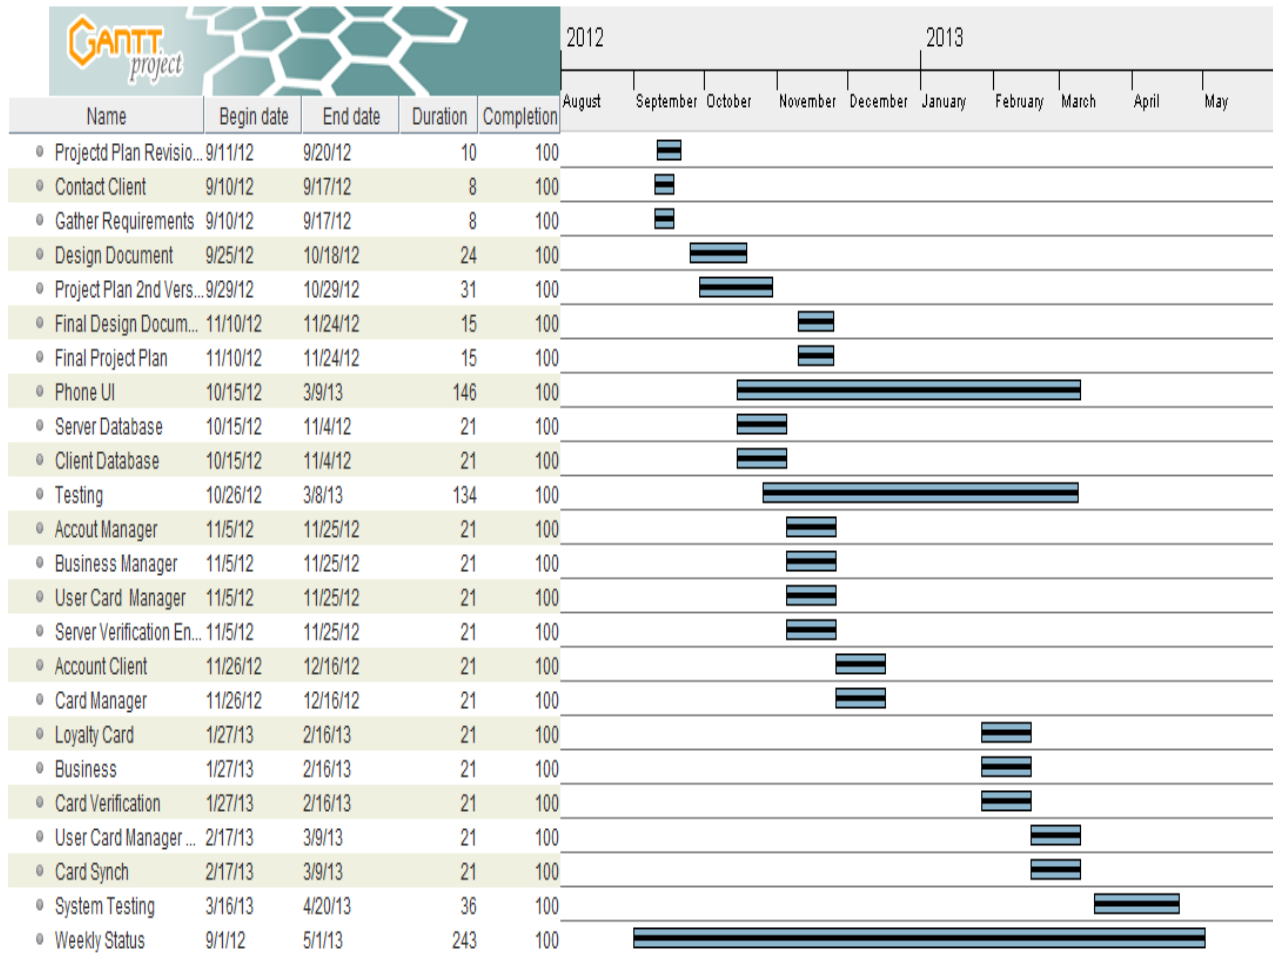 GANTT
project
2012 2013
August September October November December January February March April May
Name Begin date End date Duration Completion
Projectd Plan Revisio... 9/11/12 9/20/12 10 100
Contact Client 9/10/12 9/17/12 8 100
Gather Requirements 9/10/12 9/17/12 8 100
Design Document 9/25/12 10/18/12 24 100
Project Plan 2nd Vers... 9/29/12 10/29/12 31 100
Final Design Docum... 11/10/12 11/24/12 15 100
Final Project Plan 11/10/12 11/24/12 15 100
Phone UI 10/15/12 3/9/13 146 100
Server Database 10/15/12 11/4/12 21 100
Client Database 10/15/12 11/4/12 21 100
Testing 10/26/12 3/8/13 134 100
Accout Manager 11/5/12 11/25/12 21 100
Business Manager 11/5/12 11/25/12 21 100
User Card Manager 11/5/12 11/25/12 21 100
Server Verification En... 11/5/12 11/25/12 21 100
Account Client 11/26/12 12/16/12 21 100
Card Manager 11/26/12 12/16/12 21 100
Loyalty Card 1/27/13 2/16/13 21 100
Business 1/27/13 2/16/13 21 100
Card Verification 1/27/13 2/16/13 21 100
User Card Manager ... 2/17/13 3/9/13 21 100
Card Synch 2/17/13 3/9/13 21 100
System Testing 3/16/13 4/20/13 36 100
Weekly Status 9/1/12 5/1/13 243 100